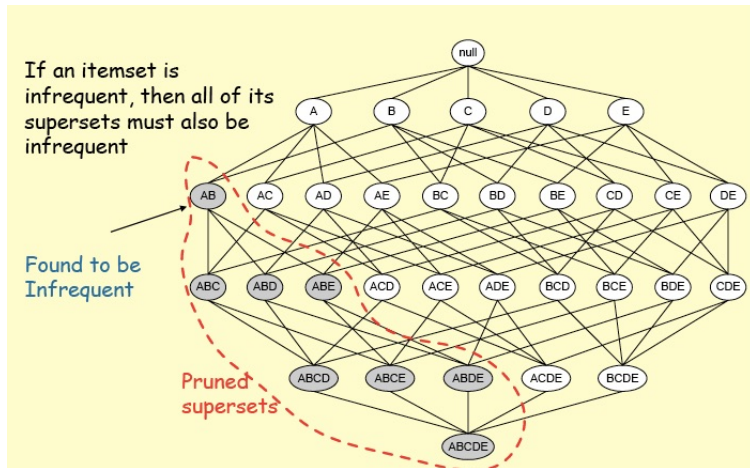 null
If an itemset is
infrequent, then all of its
supersets must also be
infrequent
A B C D E
AB AC AD AE BC BD BE CD CE DE
Found to be
Infrequent
ABC ABD ABE ACD ACE ADE BCD BCE BDE CDE
Pruned
supersets
ABCD ABCE ABDE ACDE BCDE
ABCDE